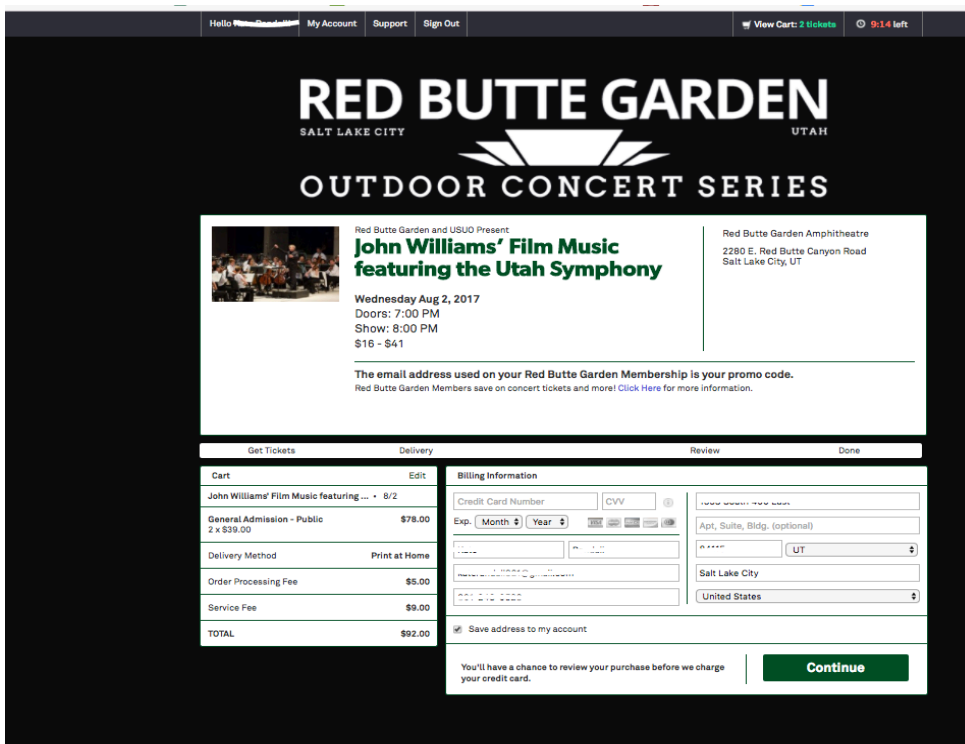 Hello
My Account
Support
Sign Out
View Cart: 2 tickets
9:14 left
RED BUTTE GARDEN
SALT LAKE CITY
UTAH
OUTDOOR CONCERT SERIES
Red Butte Garden and USUO Present
John Williams' Film Music
featuring the Utah Symphony
Wednesday Aug 2, 2017
Doors: 7:00 PM
Show: 8:00 PM
$16 - $41
Red Butte Garden Amphitheatre
2280 E. Red Butte Canyon Road
Salt Lake City, UT
The email address used on your Red Butte Garden Membership is your promo code.
Red Butte Garden Members save on concert tickets and more! Click Here for more information.
Get Tickets
Delivery
Review
Done
Cart
Edit
John Williams' Film Music featuring ... • 8/2
General Admission - Public
$78.00
2 x $39.00
Delivery Method
Print at Home
Order Processing Fee
$5.00
Service Fee
$9.00
TOTAL
$92.00
Billing Information
Credit Card Number
CVV
Exp.
Month
Year
VISA
Apt, Suite, Bldg. (optional)
UT
Salt Lake City
United States
Save address to my account
You'll have a chance to review your purchase before we charge
your credit card.
Continue